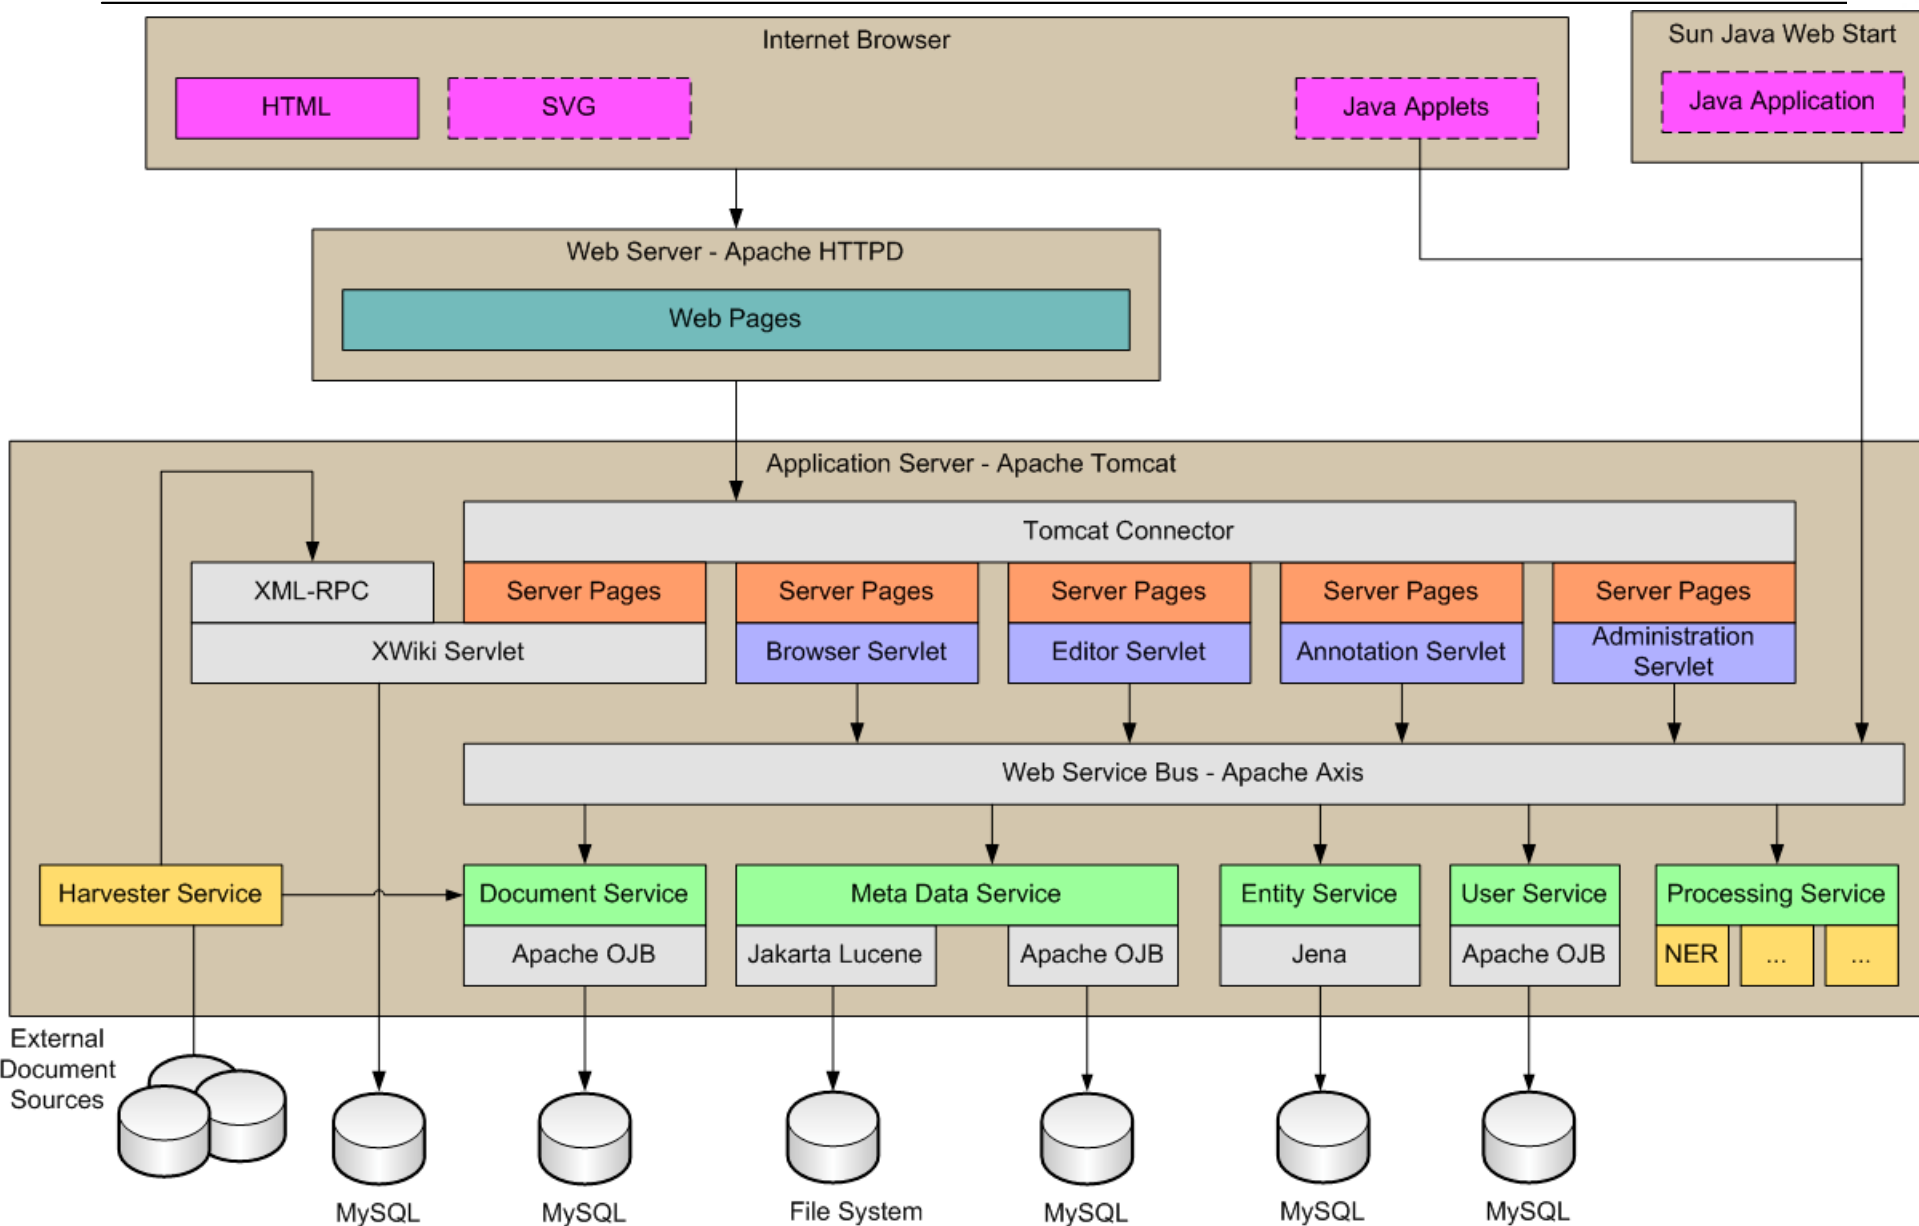 Internet Browser
Sun Java Web Start
HTML
SVG
Java Applets
Java Application
Web Server - Apache HTTPD
Web Pages
Application Server - Apache Tomcat
Tomcat Connector
XML-RPC
Server Pages
Server Pages
Server Pages
Server Pages
Server Pages
XWiki Servlet
Browser Servlet
Editor Servlet
Annotation Servlet
Administration
Servlet
Web Service Bus - Apache Axis
Harvester Service
Document Service
Meta Data Service
Entity Service
User Service
Processing Service
Apache OJB
Jakarta Lucene
Apache OJB
Jena
Apache OJB
NER
...
...
External
Document
Sources
MySQL
MySQL
File System
MySQL
MySQL
MySQL